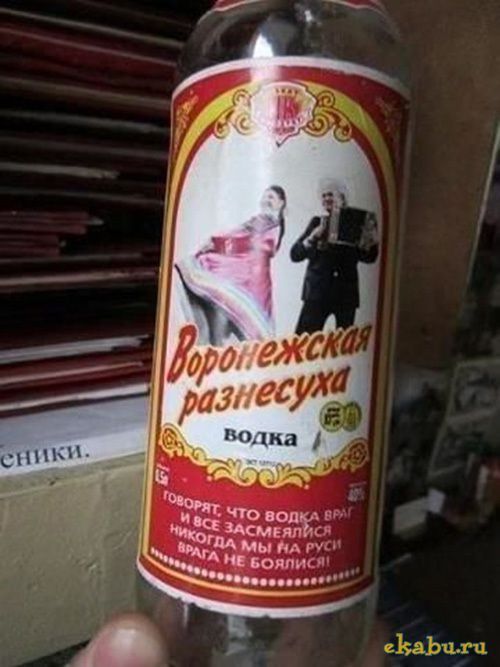 Воронежская
разнесуха
водка
0,5л
40%
ГОВОРЯТ, ЧТО ВОДКА ВРАГ
И ВСЕ ЗАСМЕЯЛИСЯ
НИКОГДА МЫ НА РУСИ
ВРАГА НЕ БОЯЛИСЯ!
еники.
ekabu.ru